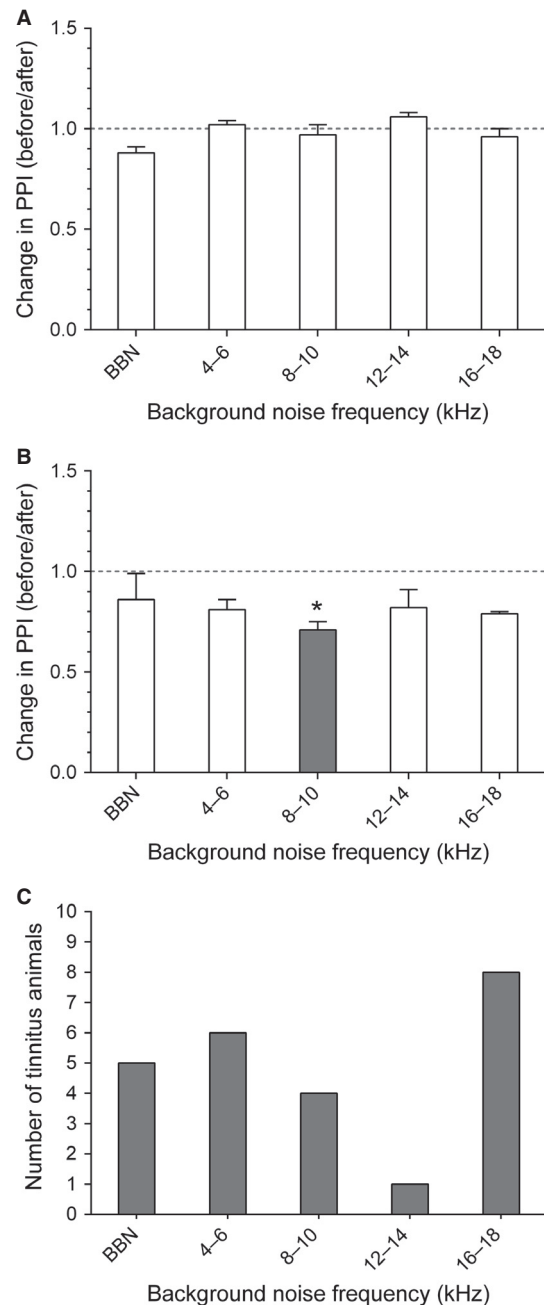 A
Change in PPI (before/after)
1.5
1.0
0.5
0.0
BBN
4–6
8–10
12–14
16–18
Background noise frequency (kHz)
B
Change in PPI (before/after)
1.5
1.0
0.5
0.0
*
BBN
4–6
8–10
12–14
16–18
Background noise frequency (kHz)
C
Number of tinnitus animals
10
9
8
7
6
5
4
3
2
1
0
BBN
4–6
8–10
12–14
16–18
Background noise frequency (kHz)